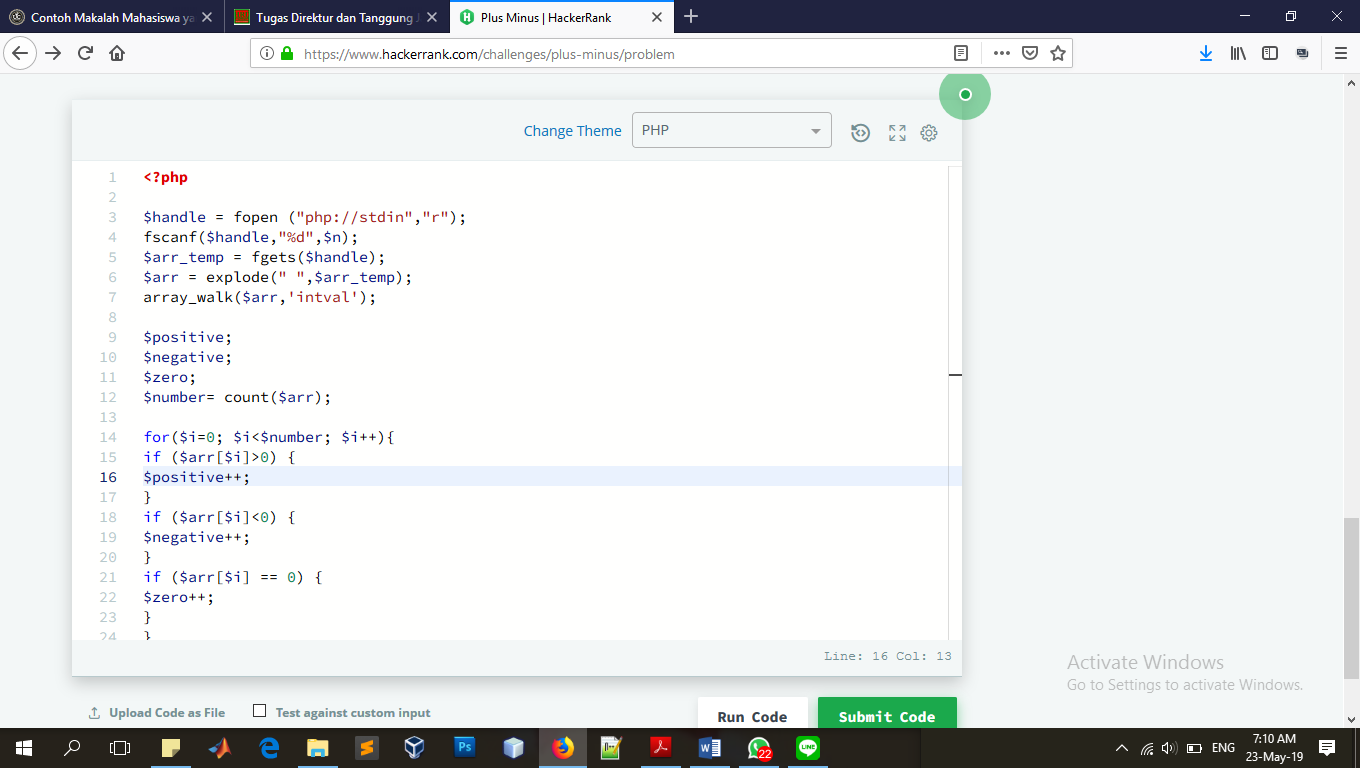 Contoh Makalah Mahasiswa ya
Tugas Direktur dan Tanggung J
Plus Minus | HackerRank
https://www.hackerrank.com/challenges/plus-minus/problem
Change Theme
PHP
1 <?php
2
3 $handle = fopen ("php://stdin","r");
4 fscanf($handle,"%d",$n);
5 $arr_temp = fgets($handle);
6 $arr = explode(" ",$arr_temp);
7 array_walk($arr,'intval');
8
9 $positive;
10 $negative;
11 $zero;
12 $number= count($arr);
13
14 for($i=0; $i<$number; $i++){
15 if ($arr[$i]>0) {
16 $positive++;
17 }
18 if ($arr[$i]<0) {
19 $negative++;
20 }
21 if ($arr[$i] == 0) {
22 $zero++;
23 }
24 }
Line: 16 Col: 13
Activate Windows
Go to Settings to activate Windows.
Upload Code as File
Test against custom input
Run Code
Submit Code
Ps
22
LINE
ENG
7:10 AM
23-May-19